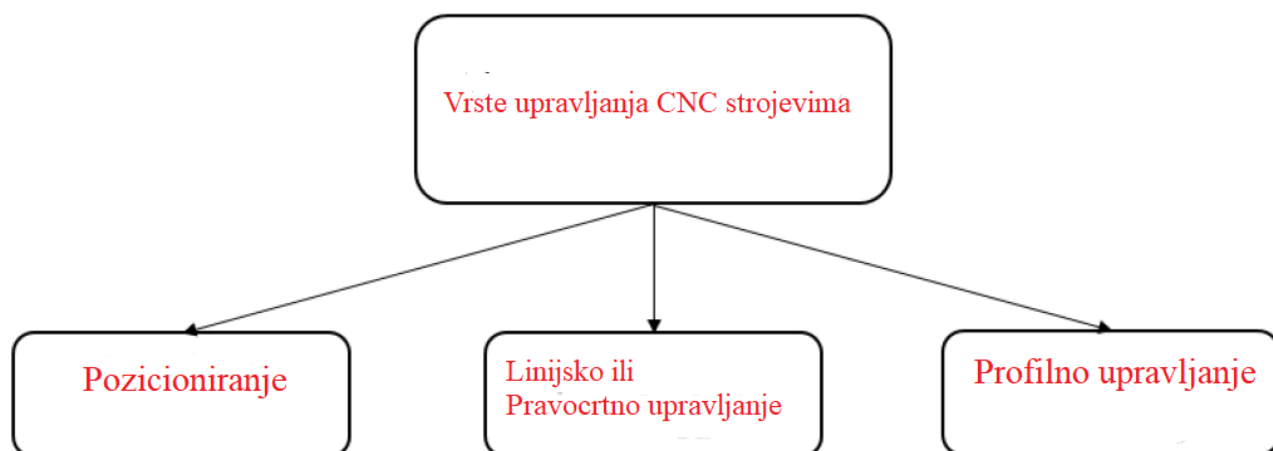 Vrste upravljanja CNC strojevima
Pozicioniranje
Linijsko ili
Pravocrtno upravljanje
Profilno upravljanje